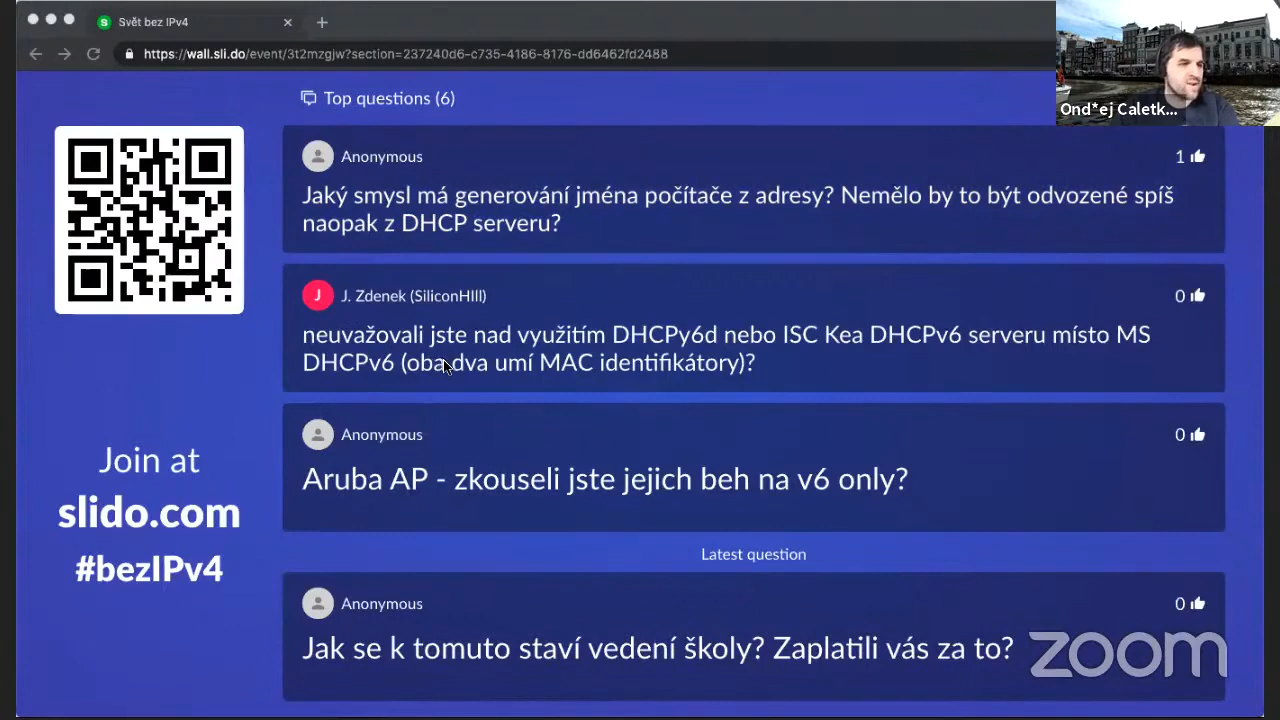 Svět bez IPv4
https://wall.sli.do/event/3t2mzgjw?section=237240d6-c735-4186-8176-dd6462fd2488
Ond*ej Caletk...
Top questions (6)
Anonymous
1
Jaký smysl má generování jména počítače z adresy? Nemělo by to být odvozené spíš
naopak z DHCP serveru?
J
J. Zdenek (SiliconHIll)
0
neuvažovali jste nad využitím DHCPy6d nebo ISC Kea DHCPv6 serveru místo MS
DHCPv6 (oba dva umí MAC identifikátory)?
Anonymous
0
Aruba AP - zkouseli jste jejich beh na v6 only?
Join at
slido.com
#bezIPv4
Latest question
Anonymous
0
Jak se k tomuto staví vedení školy? Zaplatili vás za to?
zoom